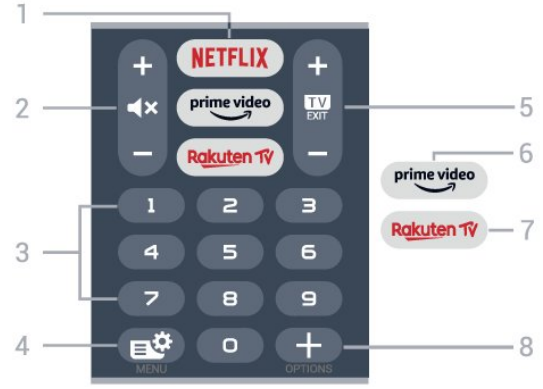 1
+
NETFLIX
+
2
prime video
TV
EXIT
5
-
Rakuten TV
-
prime video
6
Rakuten TV
7
3
1
2
3
4
5
6
7
8
9
4
MENU
0
+
OPTIONS
8